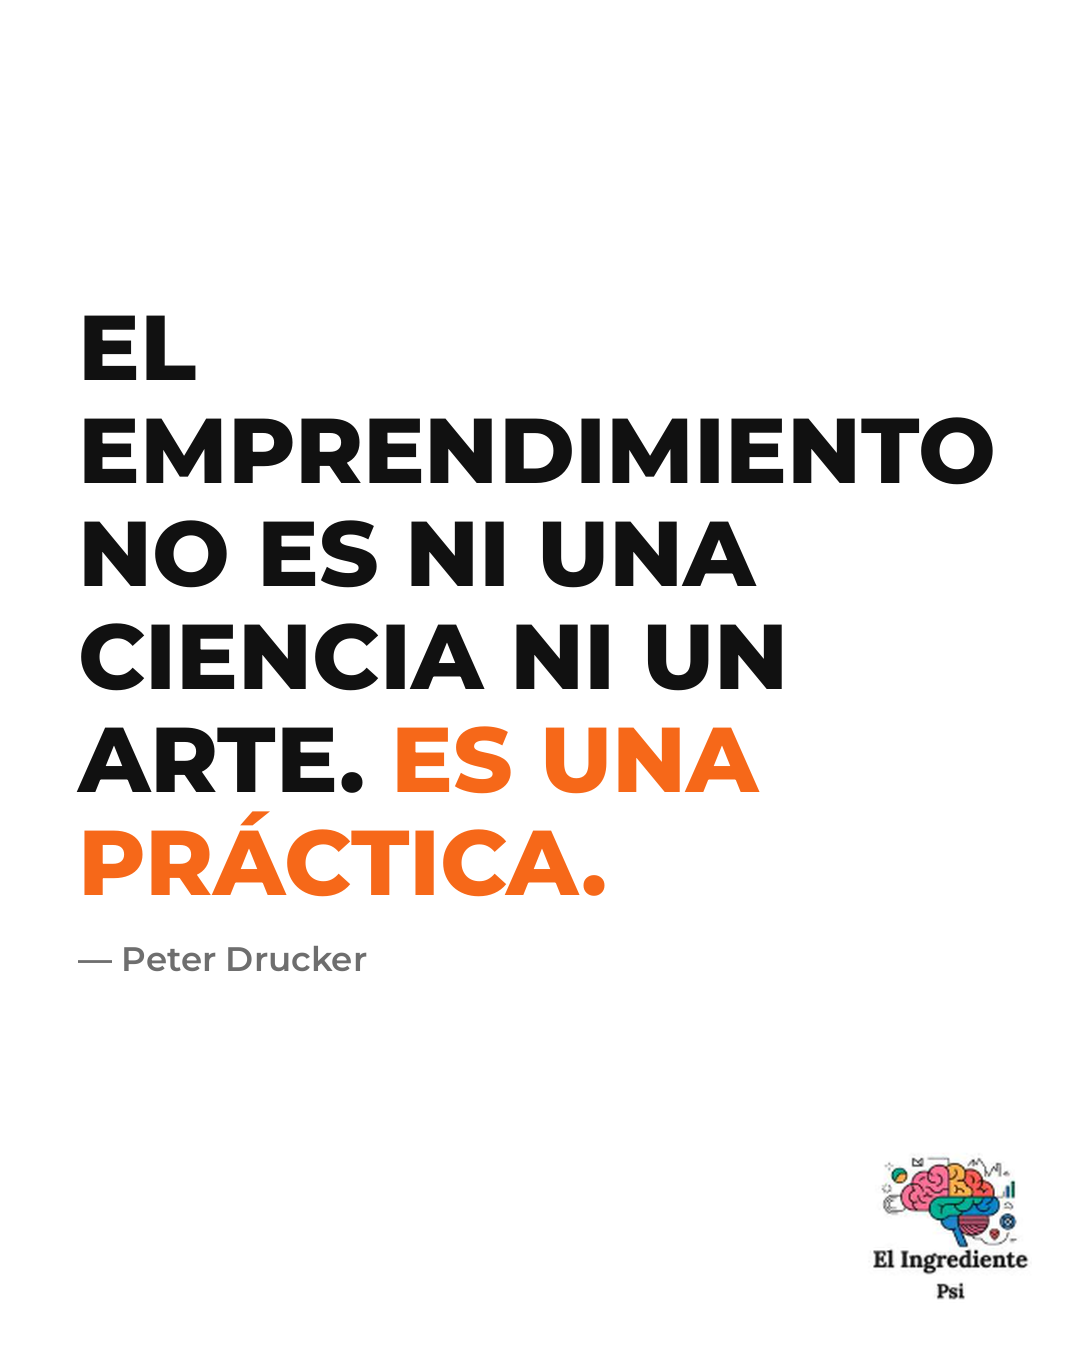 EL
EMPRENDIMIENTO
NO ES NI UNA
CIENCIA NI UN
ARTE. ES UNA
PRÁCTICA.
— Peter Drucker
El Ingrediente
Psi